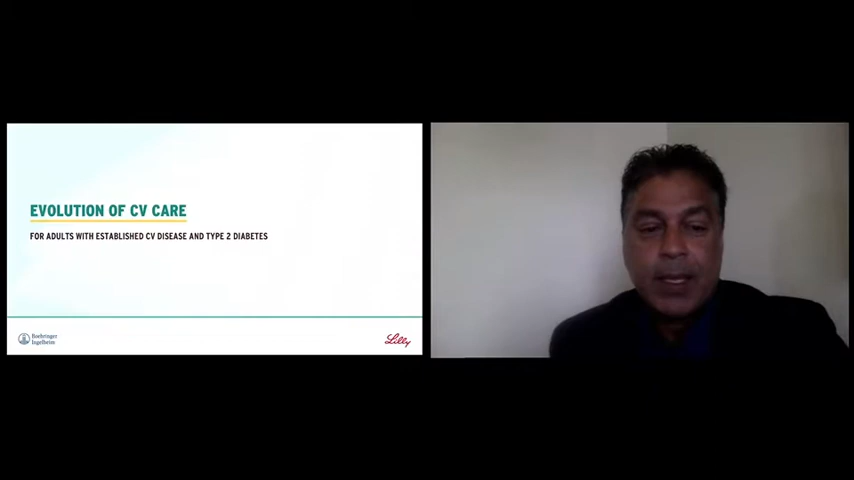 EVOLUTION OF CV CARE
FOR ADULTS WITH ESTABLISHED CV DISEASE AND TYPE 2 DIABETES
Boehringer
Ingelheim
Lilly